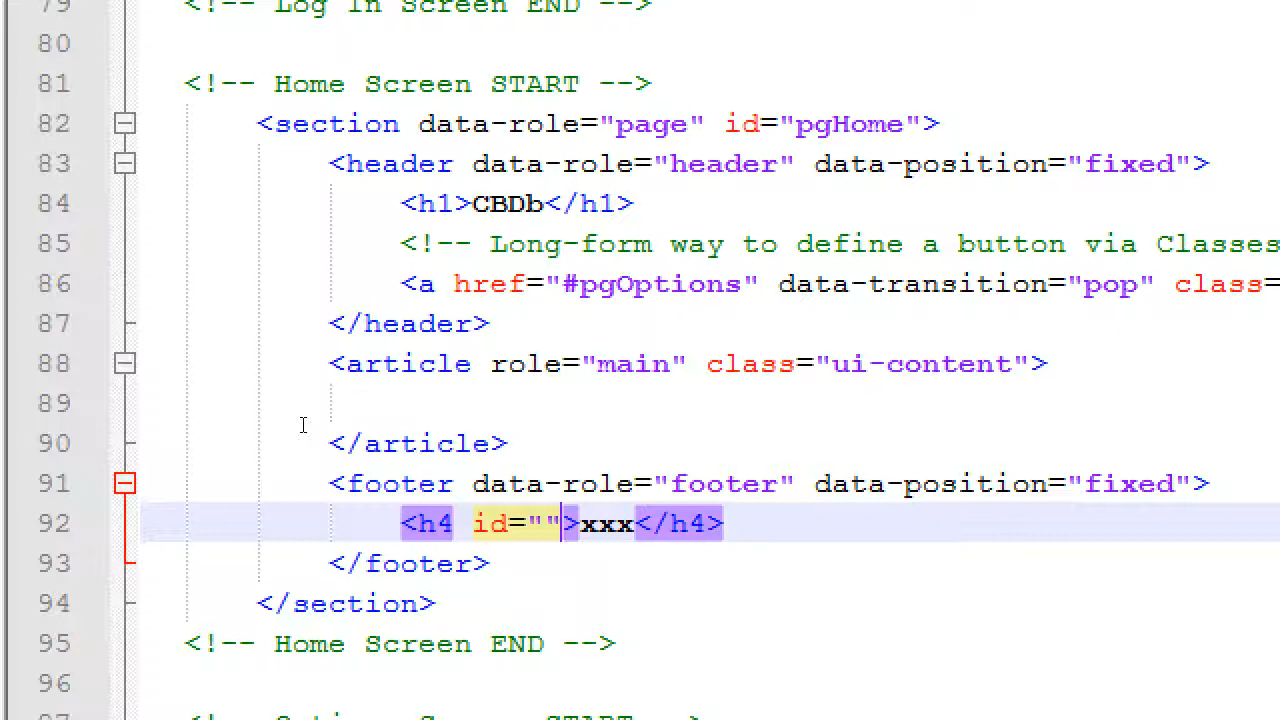 79 <!-- Log In Screen END -->
80
81 <!-- Home Screen START -->
82 <section data-role="page" id="pgHome">
83 <header data-role="header" data-position="fixed">
84 <h1>CBDb</h1>
85 <!-- Long-form way to define a button via Classes
86 <a href="#pgOptions" data-transition="pop" class=
87 </header>
88 <article role="main" class="ui-content">
89
90 </article>
91 <footer data-role="footer" data-position="fixed">
92 <h4 id="">xxx</h4>
93 </footer>
94 </section>
95 <!-- Home Screen END -->
96
97 <!-- Options Screen START -->